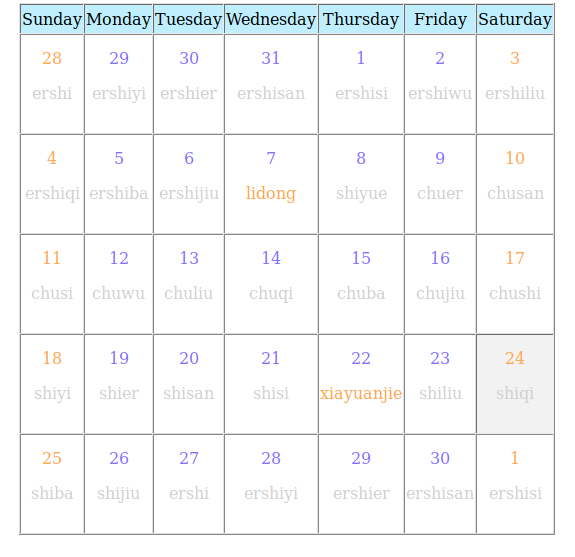 Sunday Monday Tuesday Wednesday Thursday Friday Saturday
28 29 30 31 1 2 3
ershi ershiyi ershier ershisan ershisi ershiwu ershiliu
4 5 6 7 8 9 10
ershiqi ershiba ershijiu lidong shiyue chuer chusan
11 12 13 14 15 16 17
chusi chuwu chuliu chuqi chuba chujiu chushi
18 19 20 21 22 23 24
shiyi shier shisan shisi xiayuanjie shiliu shiqi
25 26 27 28 29 30 1
shiba shijiu ershi ershiyi ershier ershisan ershisi